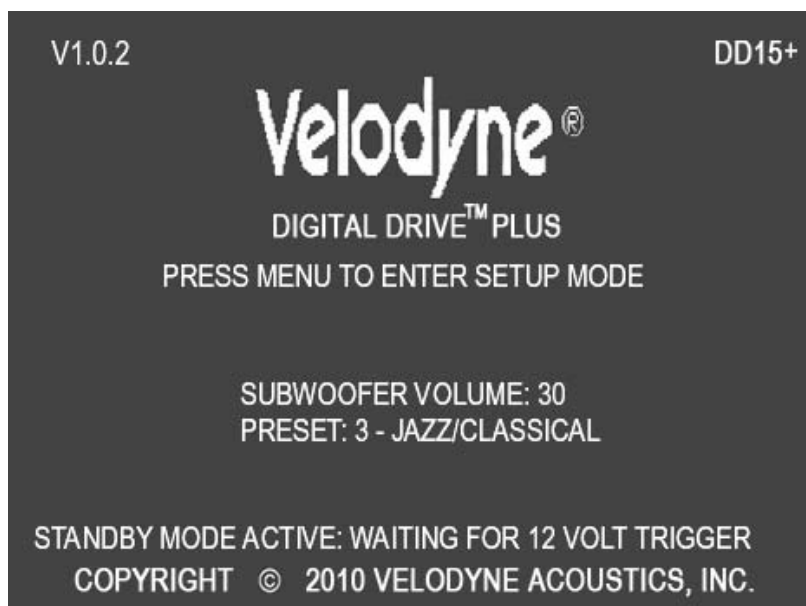 V1.0.2 DD15+
Velodyne®
DIGITAL DRIVE™ PLUS
PRESS MENU TO ENTER SETUP MODE
SUBWOOFER VOLUME: 30
PRESET: 3 - JAZZ/CLASSICAL
STANDBY MODE ACTIVE: WAITING FOR 12 VOLT TRIGGER
COPYRIGHT © 2010 VELODYNE ACOUSTICS, INC.